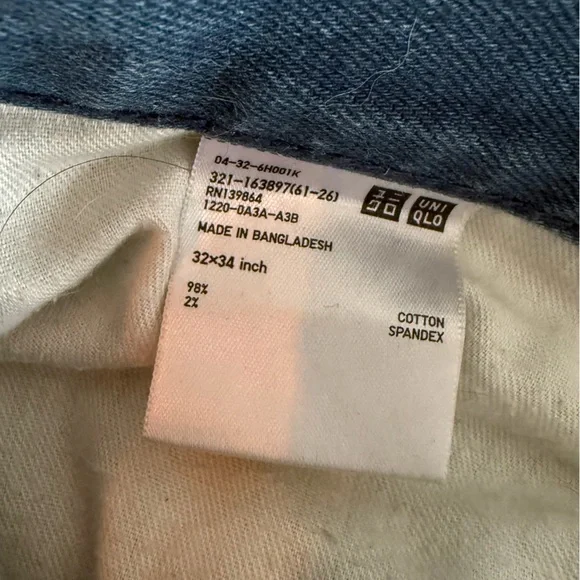 04-32-6H001K
321-163897(61-26)
RN139864
1220-0A3A-A3B
MADE IN BANGLADESH
32×34 inch
98% COTTON
2% SPANDEX
ユニ
クロ
UNI
QLO